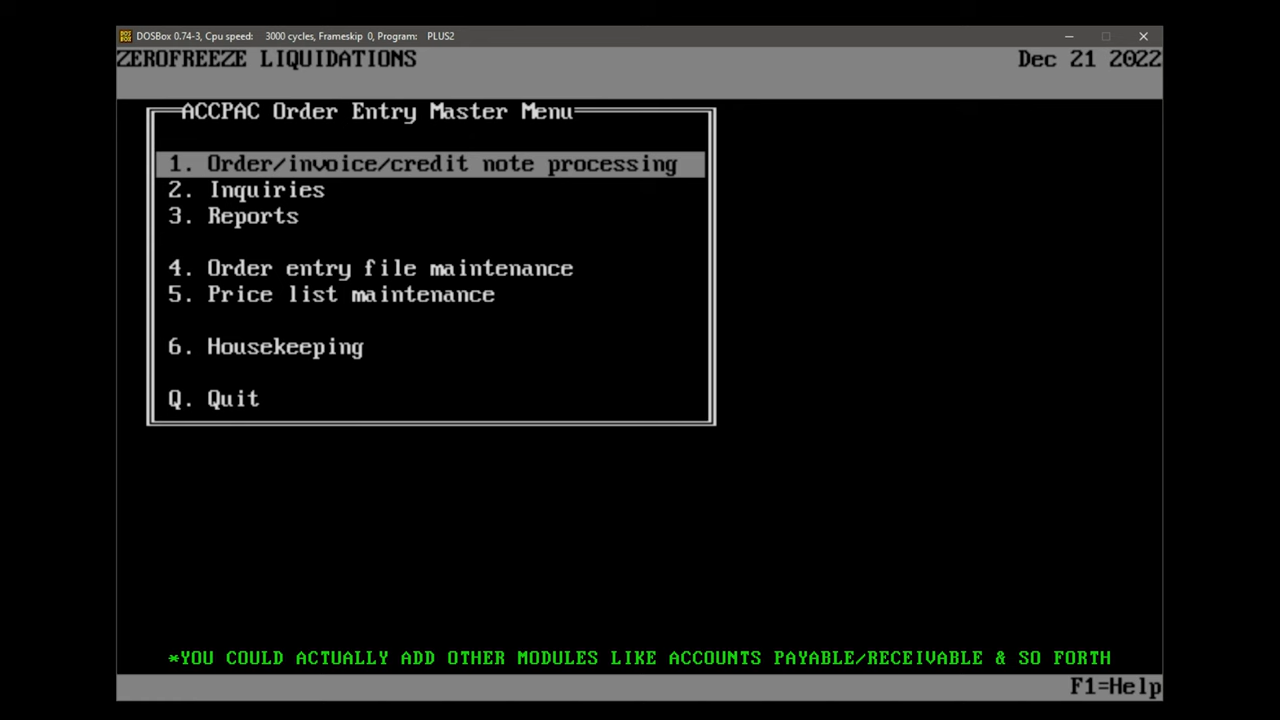 DOSBox 0.74-3, Cpu speed: 3000 cycles, Frameskip 0, Program: PLUS2
ZEROFREEZE LIQUIDATIONS Dec 21 2022
ACCPAC Order Entry Master Menu
1. Order/invoice/credit note processing
2. Inquiries
3. Reports
4. Order entry file maintenance
5. Price list maintenance
6. Housekeeping
Q. Quit
*YOU COULD ACTUALLY ADD OTHER MODULES LIKE ACCOUNTS PAYABLE/RECEIVABLE & SO FORTH
F1=Help